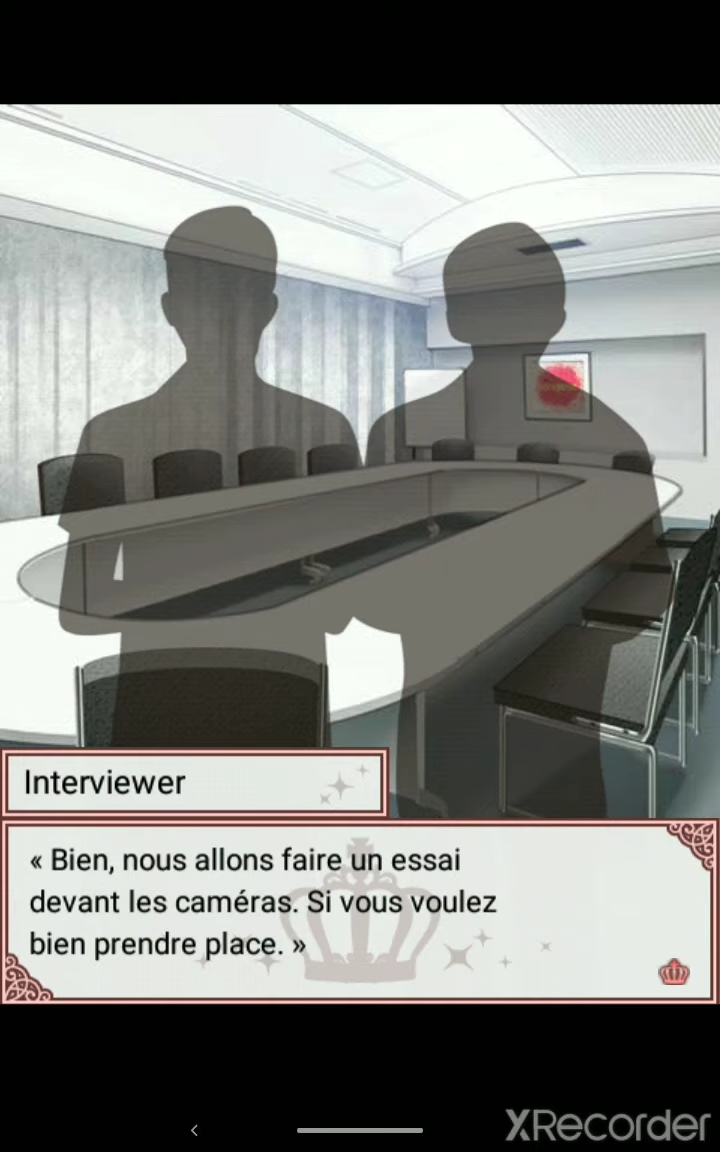 Interviewer
« Bien, nous allons faire un essai
devant les caméras. Si vous voulez
bien prendre place. »
XRecorder